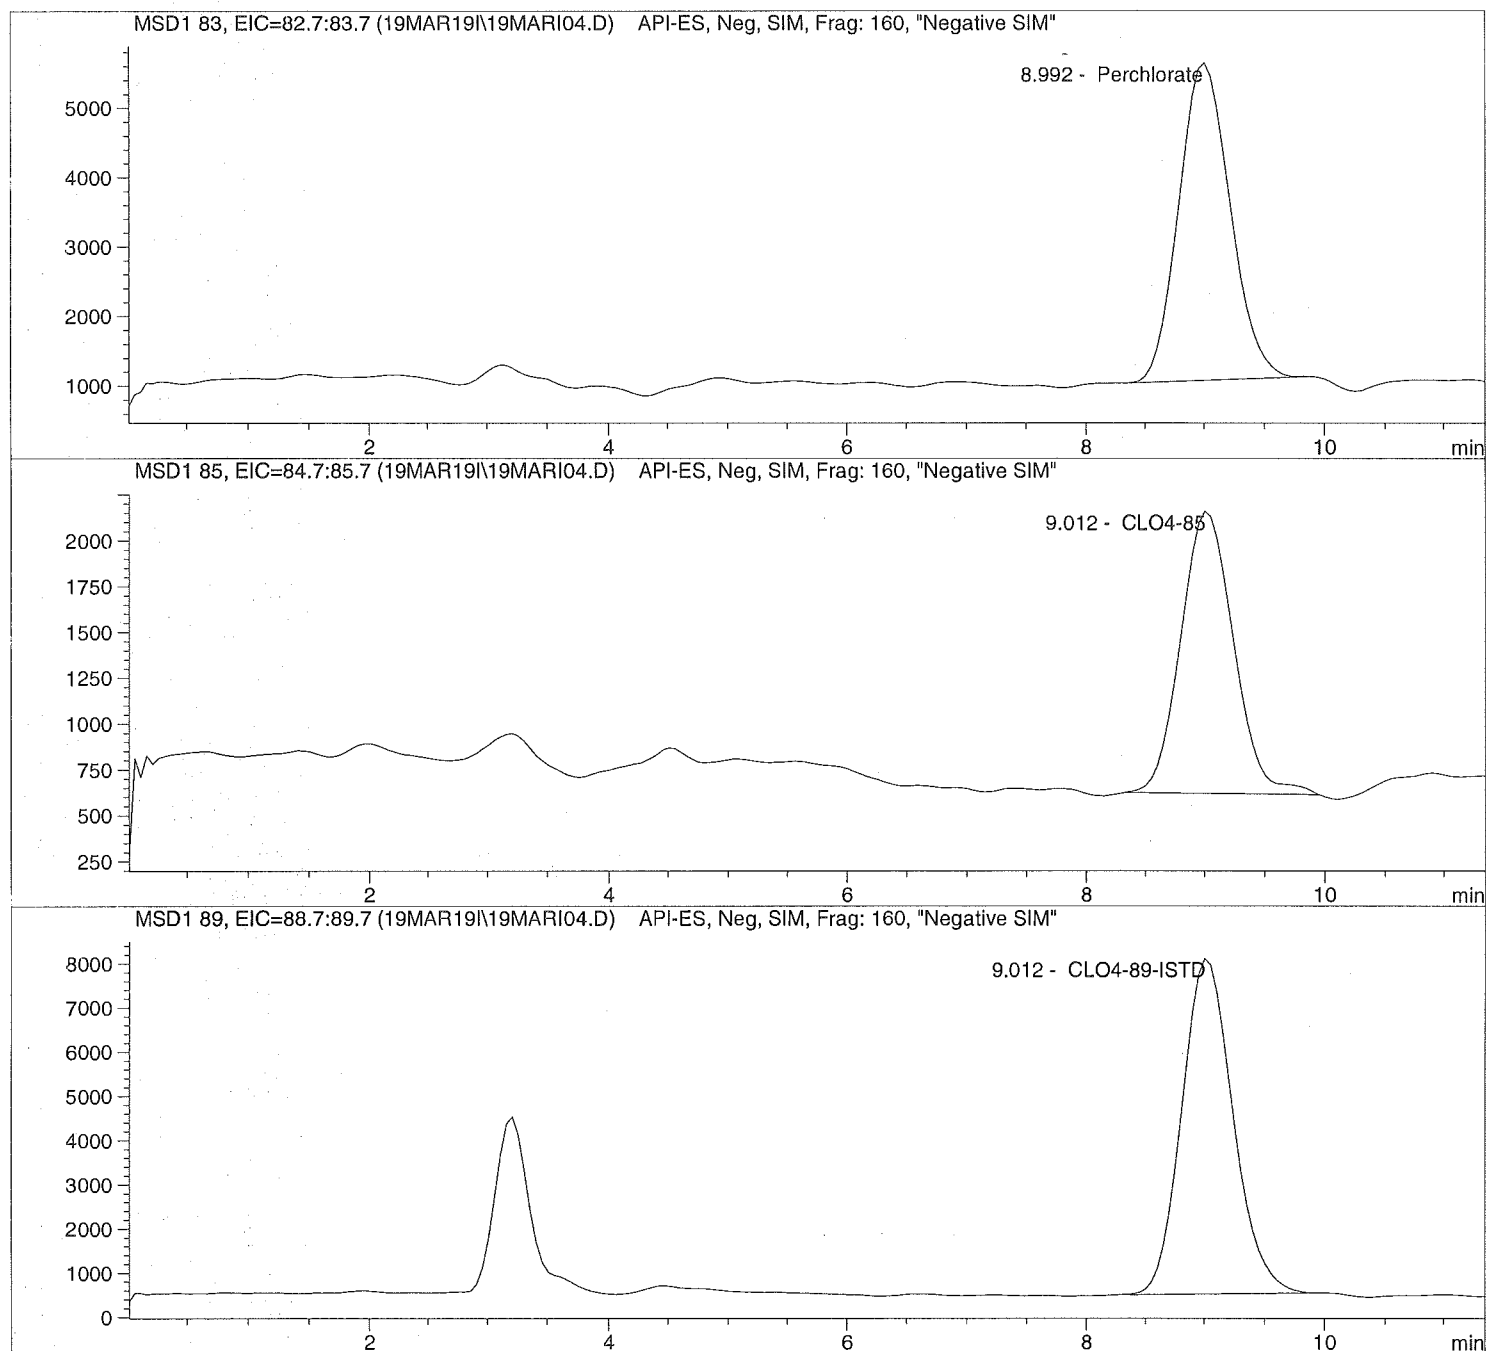 MSD1 83, EIC=82.7:83.7 (19MAR19I\19MARI04.D) API-ES, Neg, SIM, Frag: 160, "Negative SIM"
8.992 - Perchlorate
5000
4000
3000
2000
1000
2 4 6 8 10 min
MSD1 85, EIC=84.7:85.7 (19MAR19I\19MARI04.D) API-ES, Neg, SIM, Frag: 160, "Negative SIM"
9.012 - CLO4-85
2000
1750
1500
1250
1000
750
500
250
2 4 6 8 10 min
MSD1 89, EIC=88.7:89.7 (19MAR19I\19MARI04.D) API-ES, Neg, SIM, Frag: 160, "Negative SIM"
9.012 - CLO4-89-ISTD
8000
7000
6000
5000
4000
3000
2000
1000
0
2 4 6 8 10 min